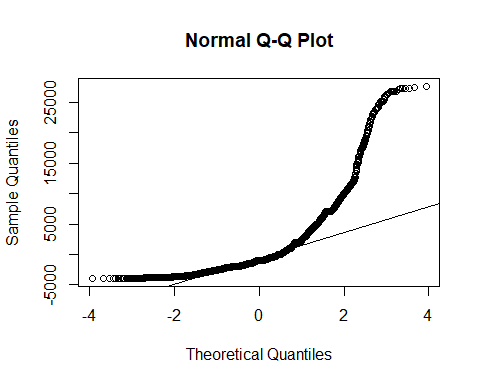 Normal Q-Q Plot
Sample Quantiles
25000
15000
5000
-5000
-4 -2 0 2 4
Theoretical Quantiles